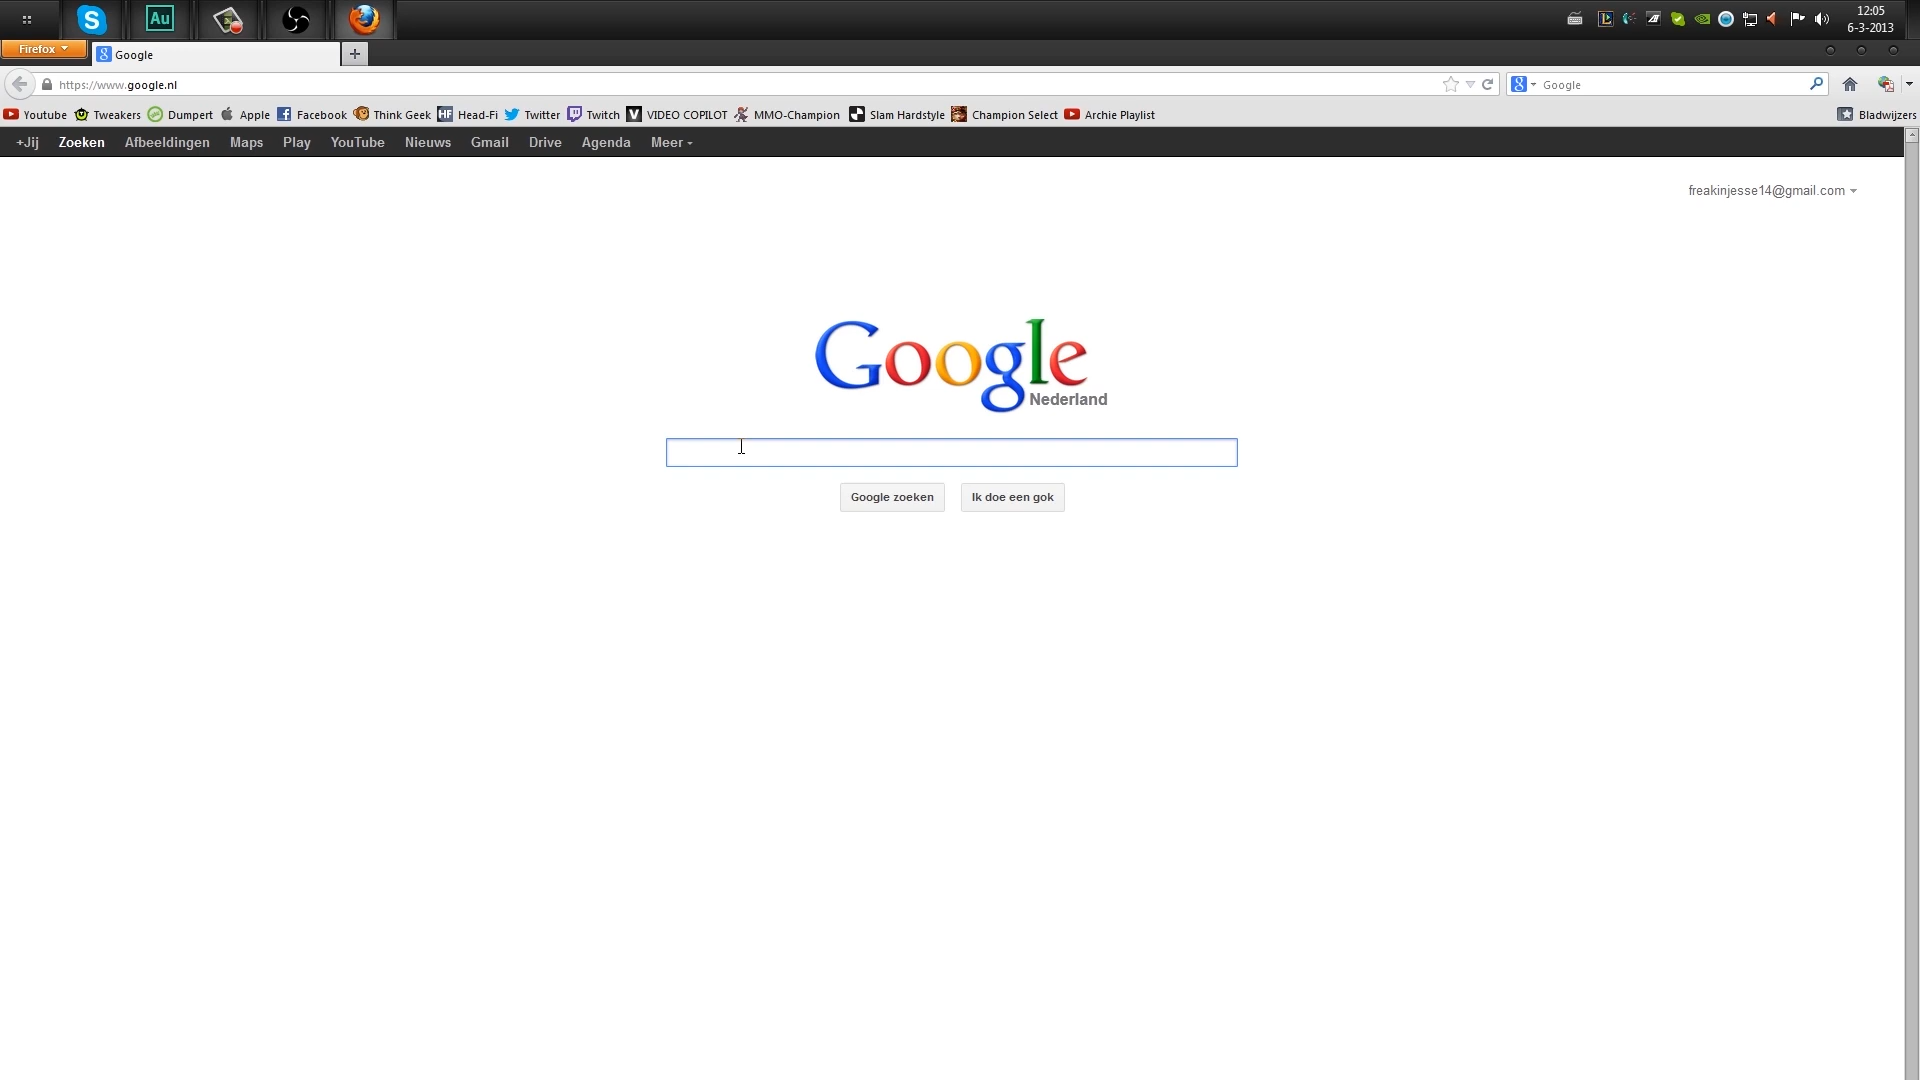 Au
12:05
6-3-2013
Firefox
Google
https://www.google.nl
Google
Youtube Tweakers Dumpert Apple Facebook Think Geek Head-Fi Twitter Twitch VIDEO COPILOT MMO-Champion Slam Hardstyle Champion Select Archie Playlist Bladwijzers
+Jij Zoeken Afbeeldingen Maps Play YouTube Nieuws Gmail Drive Agenda Meer
freakinjesse14@gmail.com
Google
Nederland
Google zoeken Ik doe een gok